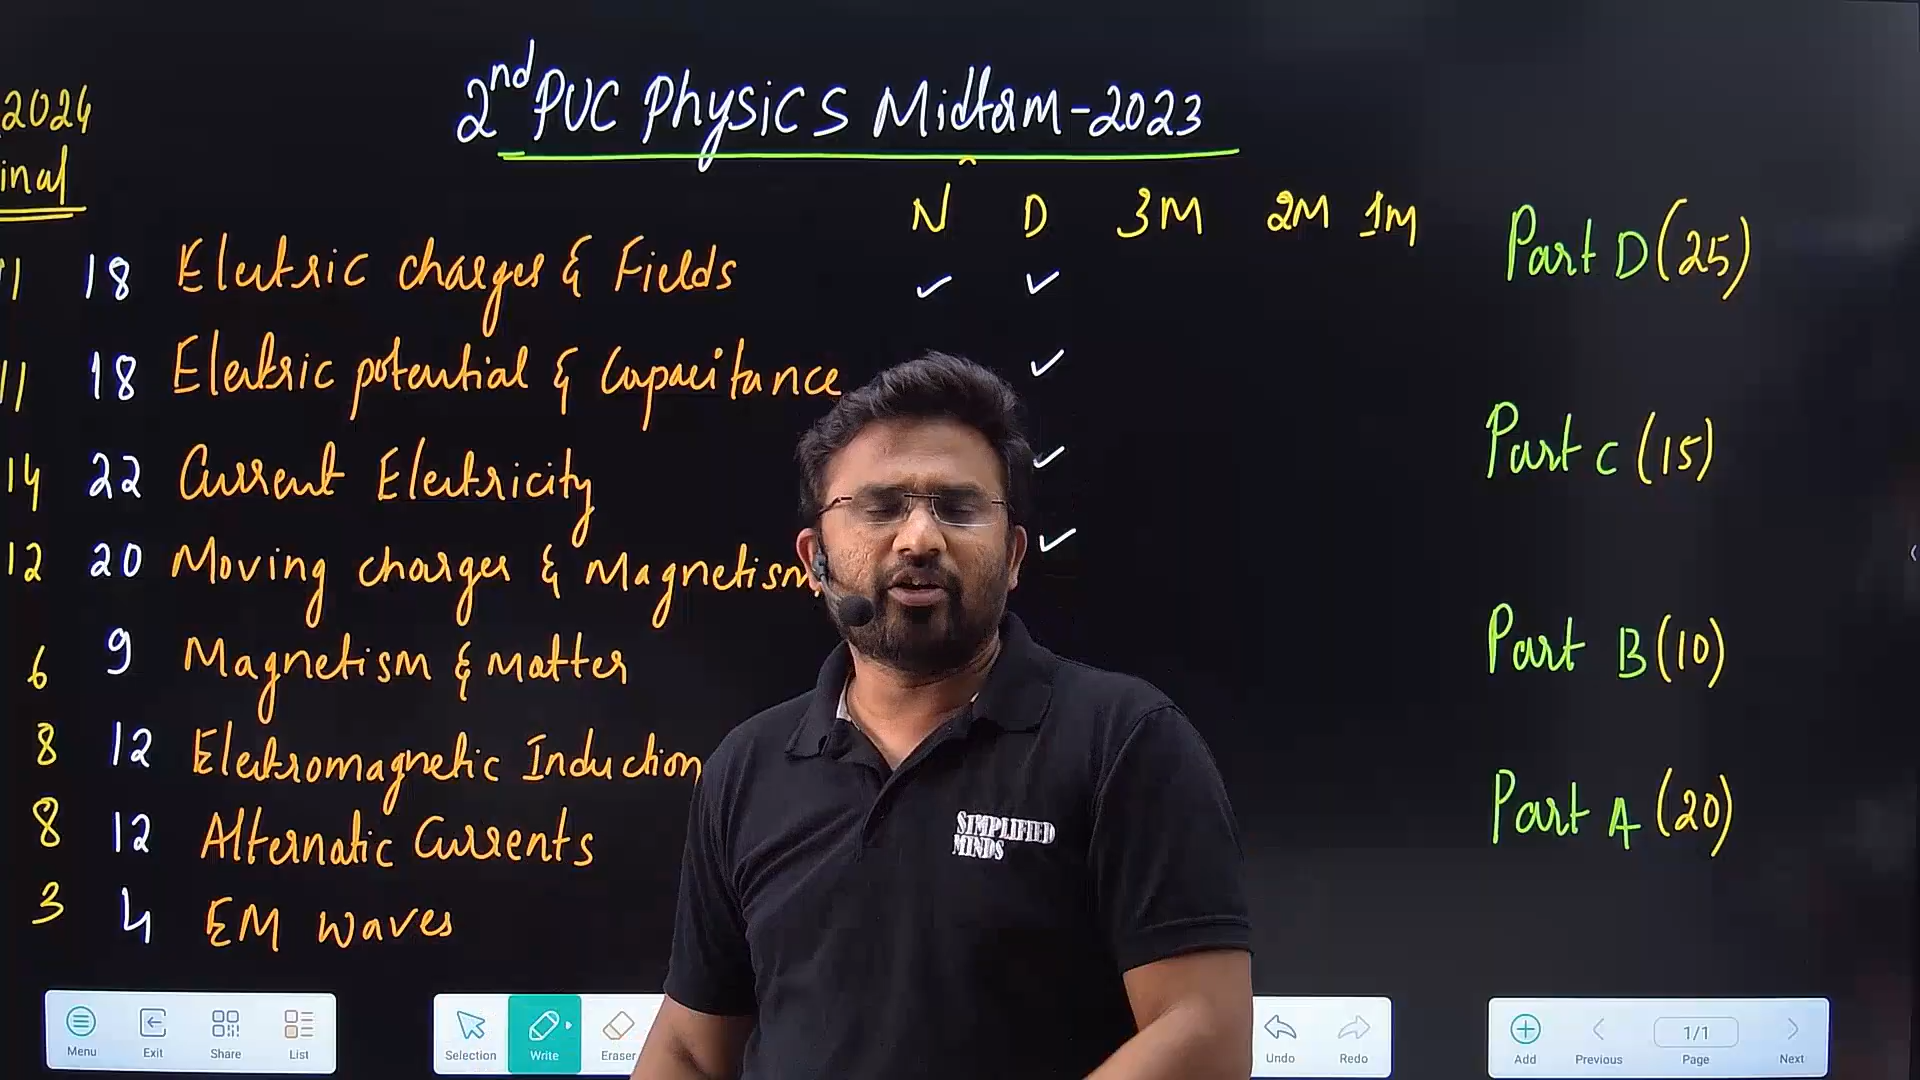 2nd PUC Physics Midterm-2023
2024
inal
N D 3M 2M 1M
11 18 Electric charges & Fields
11 18 Electric potential & Capacitance
14 22 Current Electricity
12 20 Moving charges & Magnetism
6 9 Magnetism & Matter
8 12 Electromagnetic Induction
8 12 Alternatic Currents
3 4 EM Waves
Part D (25)
Part C (15)
Part B (10)
Part A (20)
SIMPLIFIED
MINDS
Menu Exit Share List
Selection Write Eraser
Undo Redo
1/1
Add Previous Page Next